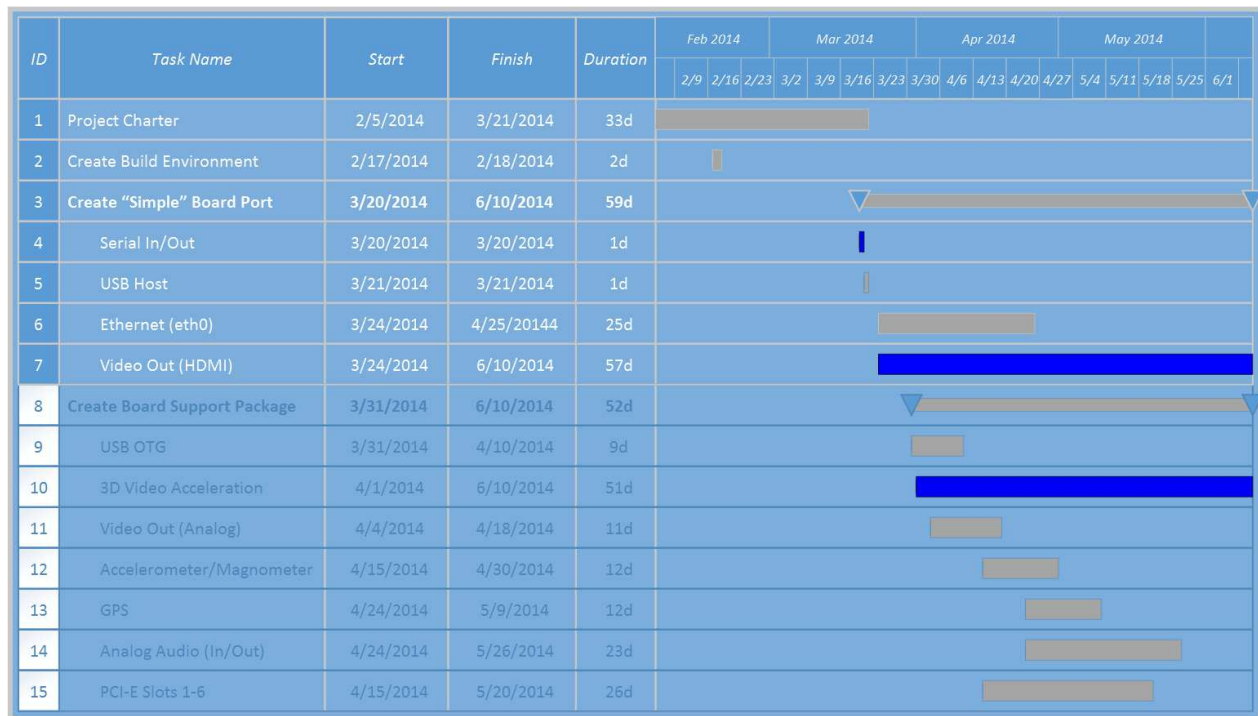 ID Task Name Start Finish Duration Feb 2014 Mar 2014 Apr 2014 May 2014
2/9 2/16 2/23 3/2 3/9 3/16 3/23 3/30 4/6 4/13 4/20 4/27 5/4 5/11 5/18 5/25 6/1
1 Project Charter 2/5/2014 3/21/2014 33d
2 Create Build Environment 2/17/2014 2/18/2014 2d
3 Create “Simple” Board Port 3/20/2014 6/10/2014 59d
4 Serial In/Out 3/20/2014 3/20/2014 1d
5 USB Host 3/21/2014 3/21/2014 1d
6 Ethernet (eth0) 3/24/2014 4/25/20144 25d
7 Video Out (HDMI) 3/24/2014 6/10/2014 57d
8 Create Board Support Package 3/31/2014 6/10/2014 52d
9 USB OTG 3/31/2014 4/10/2014 9d
10 3D Video Acceleration 4/1/2014 6/10/2014 51d
11 Video Out (Analog) 4/4/2014 4/18/2014 11d
12 Accelerometer/Magnometer 4/15/2014 4/30/2014 12d
13 GPS 4/24/2014 5/9/2014 12d
14 Analog Audio (In/Out) 4/24/2014 5/26/2014 23d
15 PCI-E Slots 1-6 4/15/2014 5/20/2014 26d